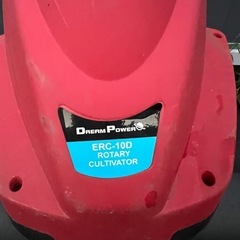 DREAM POWER
ERC-10D
ROTARY
CULTIVATOR